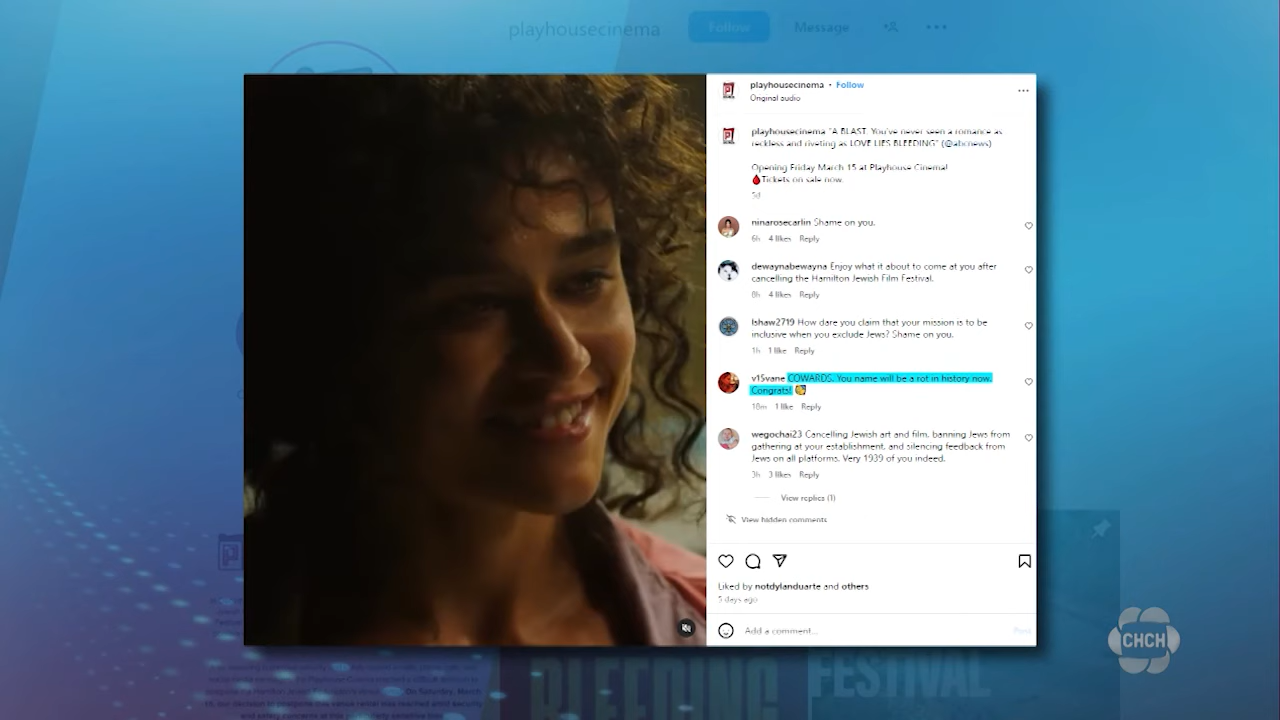 playhousecinema
Follow
Message
playhousecinema • Follow
Original audio
playhousecinema "A BLAST. You've never seen a romance as
reckless and riveting as LOVE LIES BLEEDING" (@abcnews)
Opening Friday March 15 at Playhouse Cinema!
Tickets on sale now.
5d
ninarosecarlin Shame on you.
6h 4 likes Reply
dewaynabewayna Enjoy what it about to come at you after
cancelling the Hamilton Jewish Film Festival.
8h 4 likes Reply
lshaw2719 How dare you claim that your mission is to be
inclusive when you exclude Jews? Shame on you.
1h 1 like Reply
v15vane COWARDS. You name will be a rot in history now.
Congrats!
18m 1 like Reply
wegochai23 Cancelling Jewish art and film, banning Jews from
gathering at your establishment, and silencing feedback from
Jews on all platforms. Very 1939 of you indeed.
3h 3 likes Reply
View replies (1)
View hidden comments
Liked by notdylanduarte and others
5 days ago
Add a comment...
Post
CHCH
BLEEDING
FESTIVAL